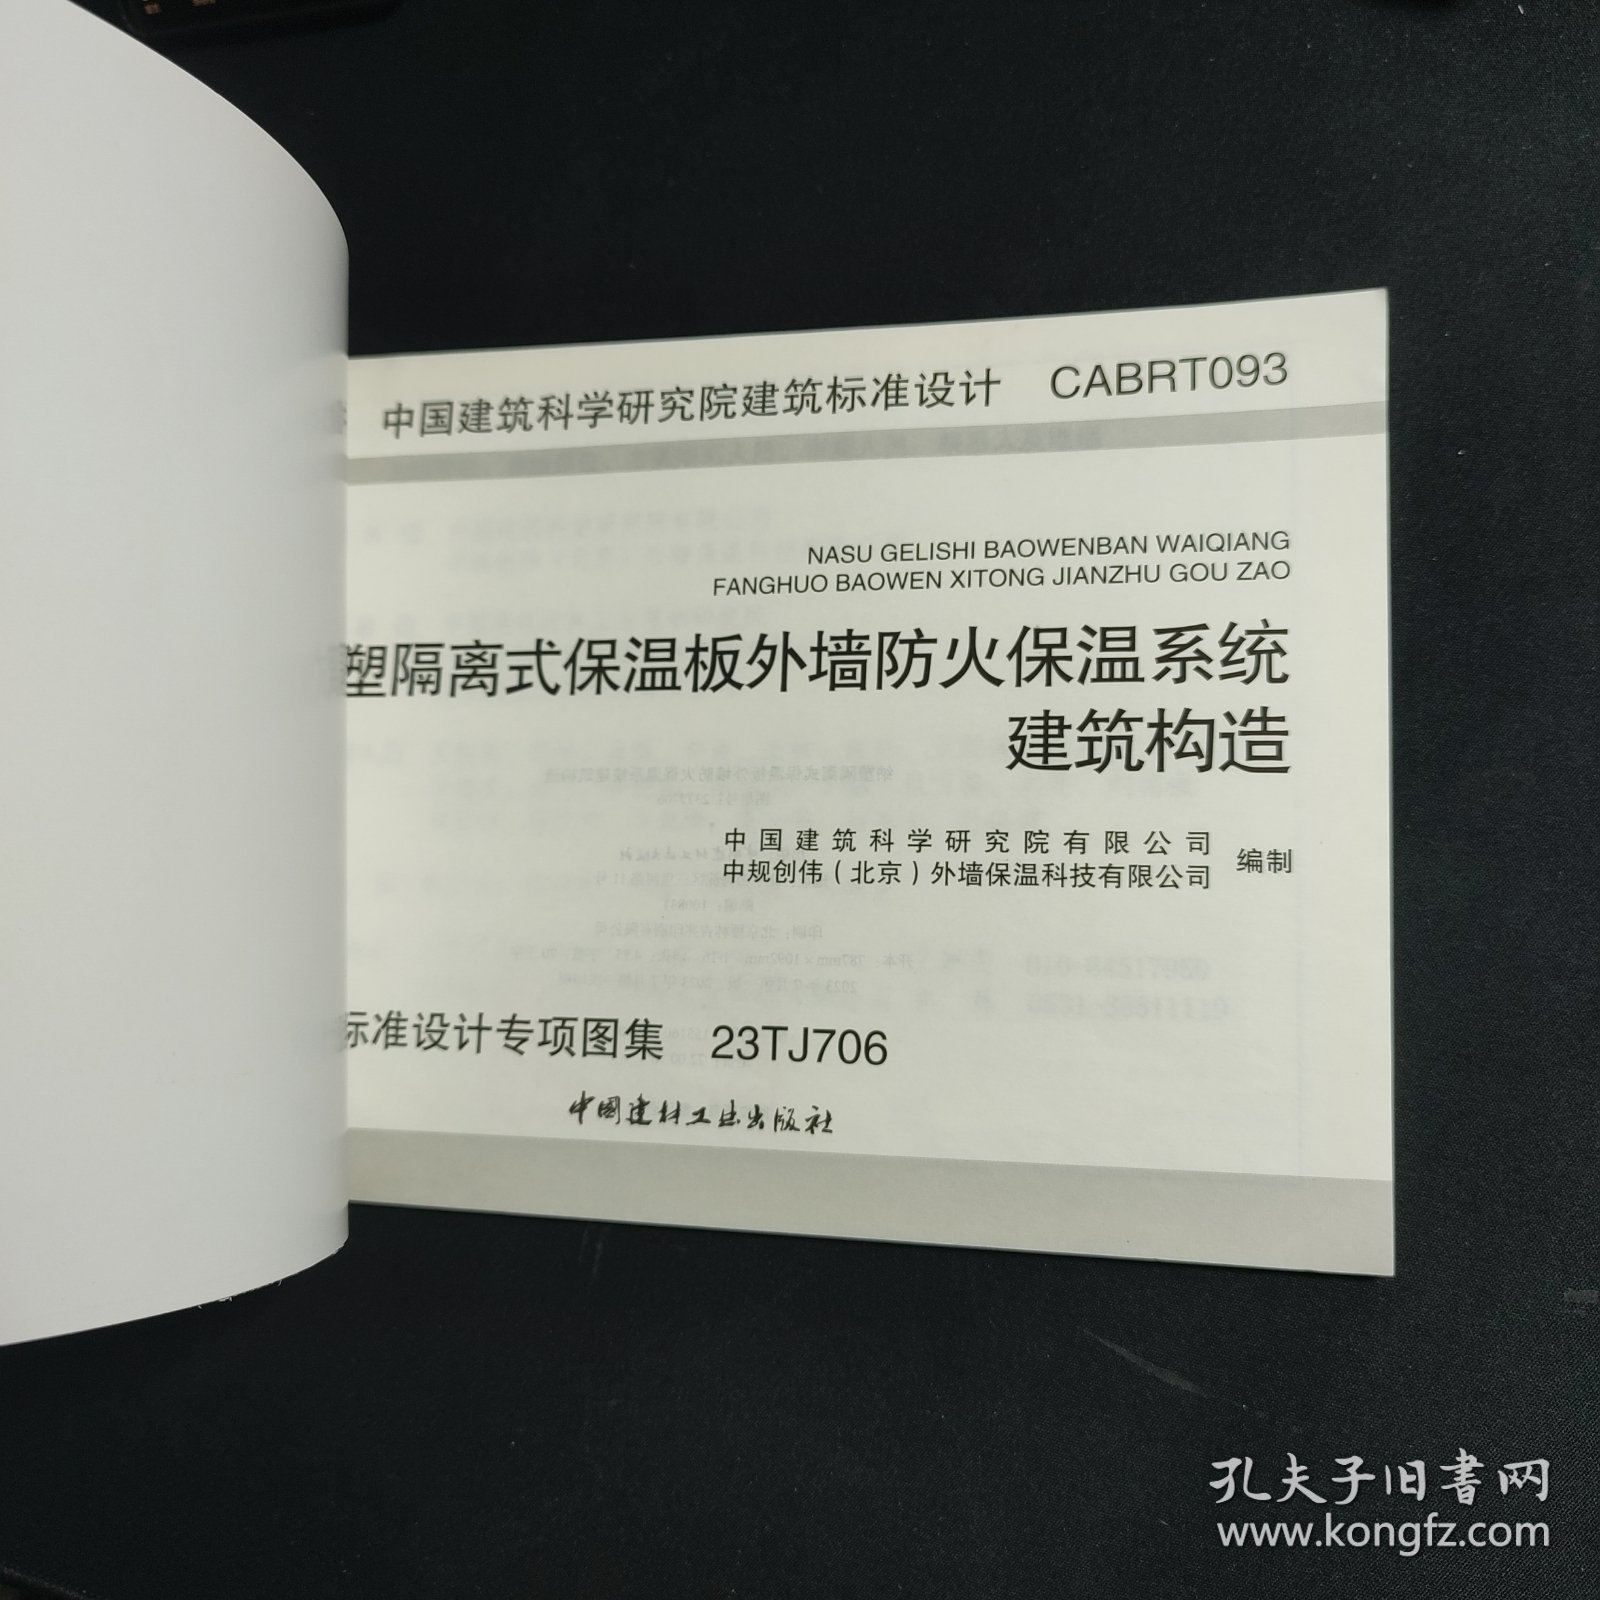 中国建筑科学研究院建筑标准设计 CABRT093
NASU GELISHI BAOWENBAN WAIQIANG
FANGHUO BAOWEN XITONG JIANZHU GOU ZAO
塑隔离式保温板外墙防火保温系统
建筑构造
中国建筑科学研究院有限公司
中规创伟（北京）外墙保温科技有限公司
编制
标准设计专项图集 23TJ706
中国建材工业出版社
孔夫子旧书网
www.kongfz.com